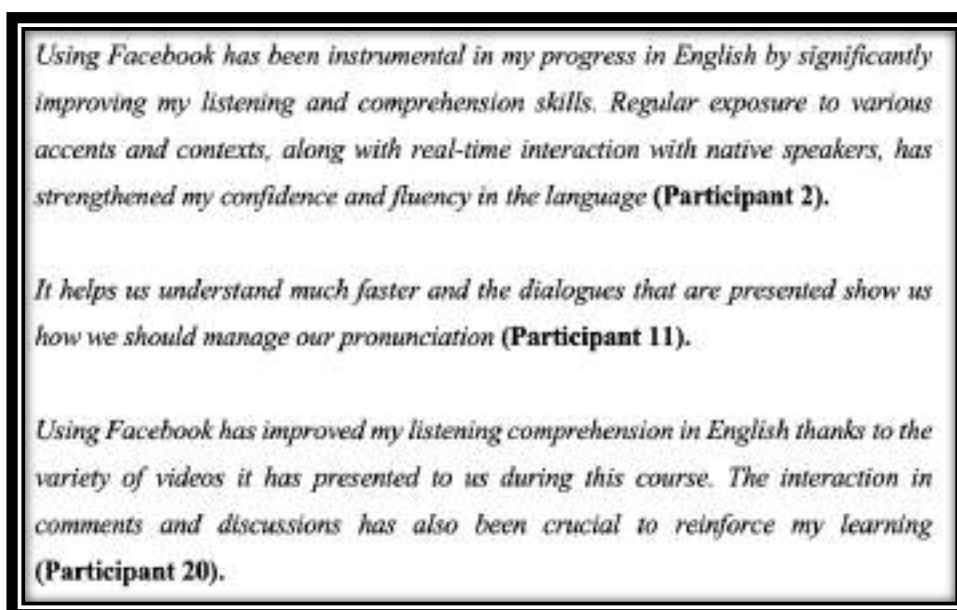 Using Facebook has been instrumental in my progress in English by significantly
improving my listening and comprehension skills. Regular exposure to various
accents and contexts, along with real-time interaction with native speakers, has
strengthened my confidence and fluency in the language (Participant 2).
It helps us understand much faster and the dialogues that are presented show us
how we should manage our pronunciation (Participant 11).
Using Facebook has improved my listening comprehension in English thanks to the
variety of videos it has presented to us during this course. The interaction in
comments and discussions has also been crucial to reinforce my learning
(Participant 20).